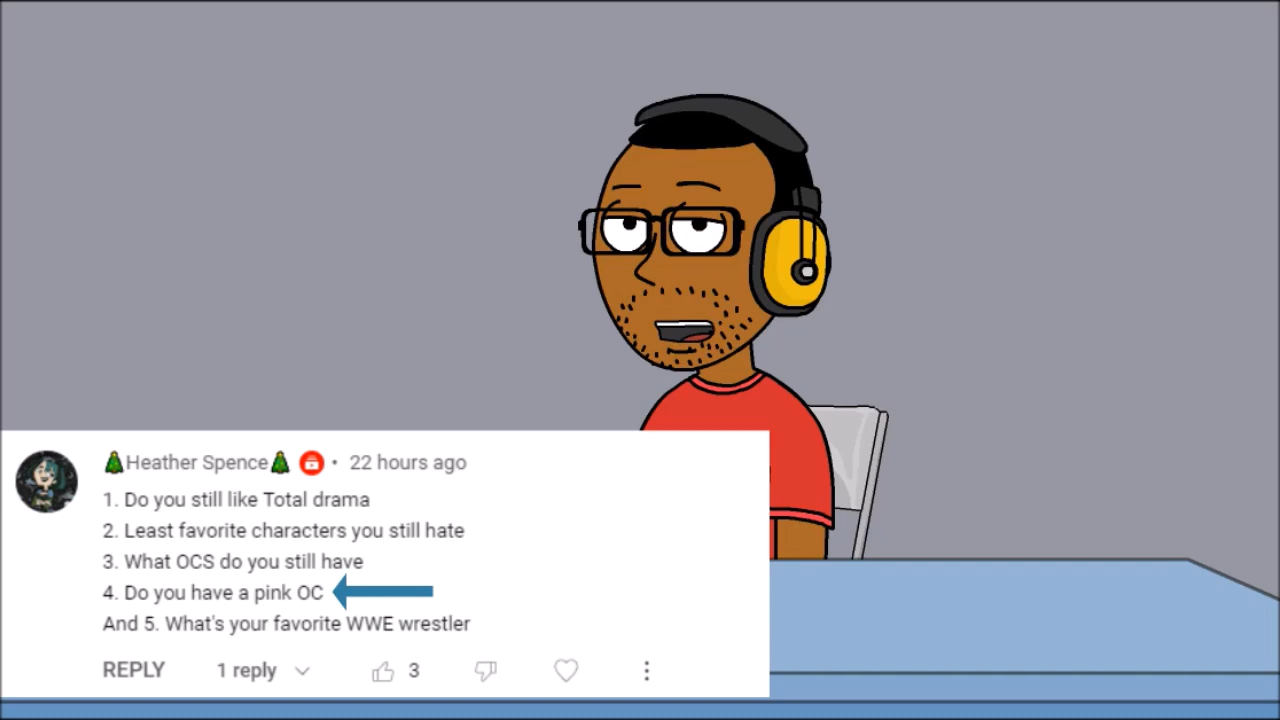 🎄Heather Spence🎄 • 22 hours ago
1. Do you still like Total drama
2. Least favorite characters you still hate
3. What OCS do you still have
4. Do you have a pink OC
And 5. What's your favorite WWE wrestler
REPLY 1 reply 3